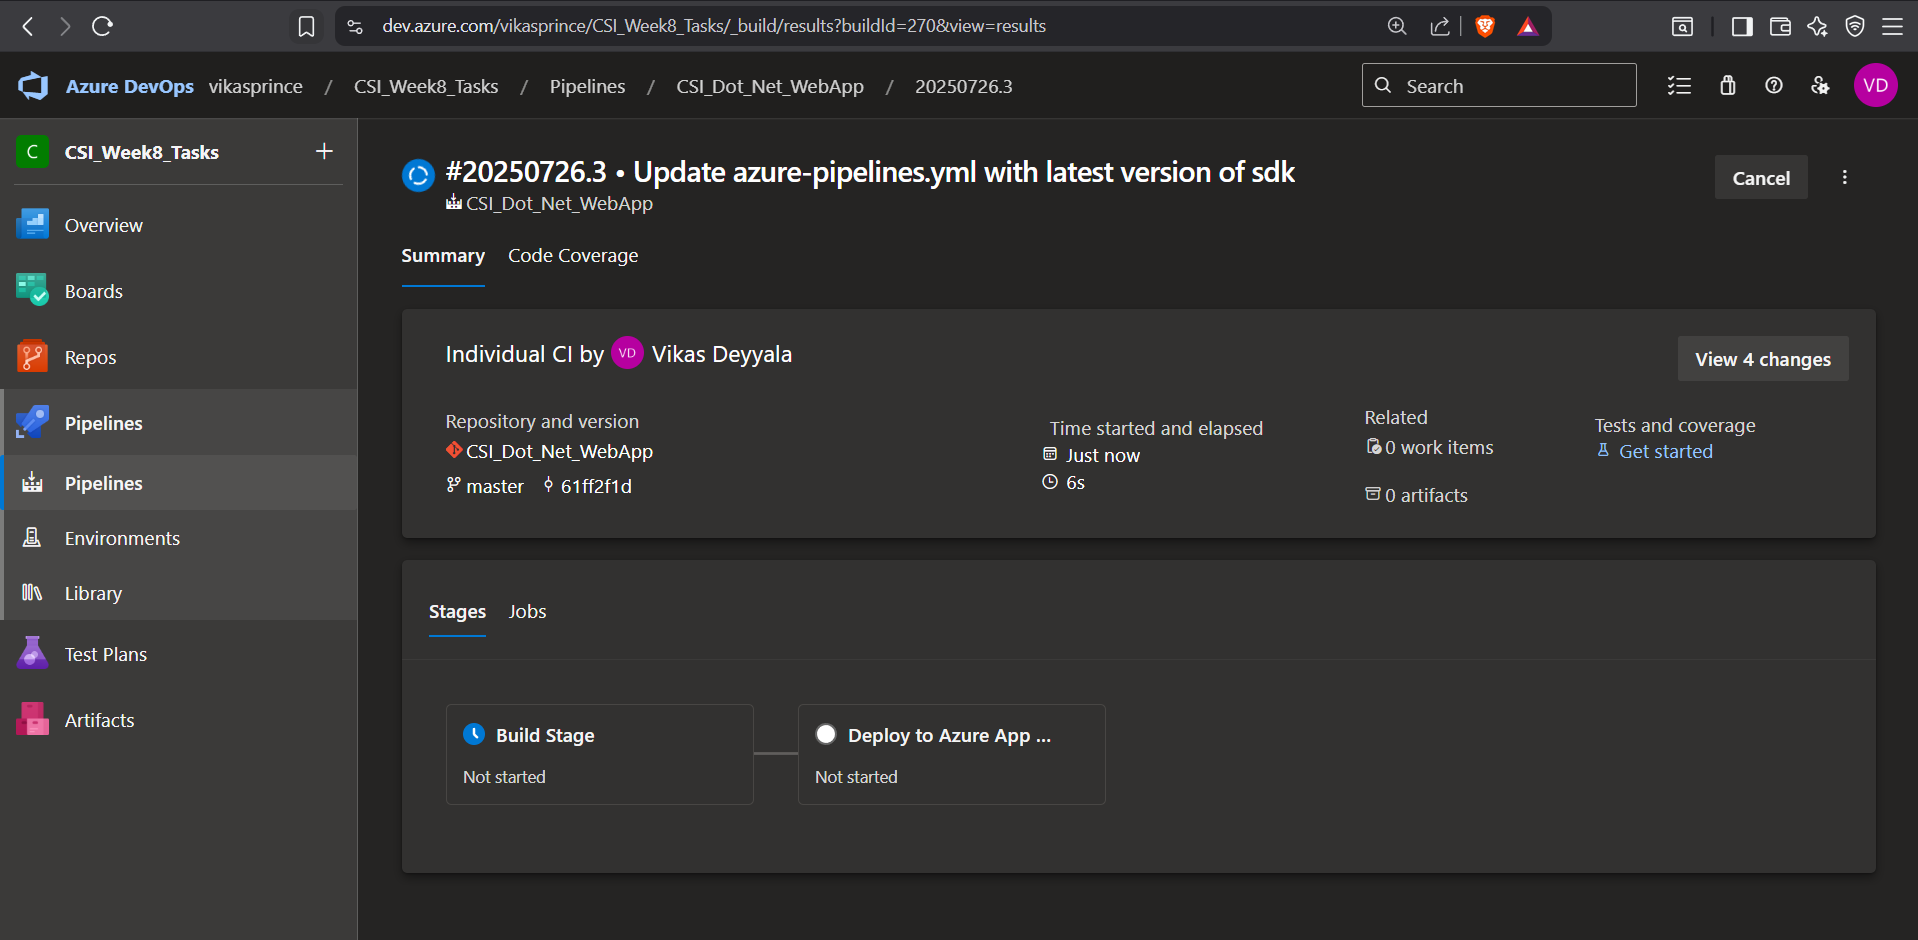 dev.azure.com/vikasprince/CSI_Week8_Tasks/_build/results?buildId=270&view=results
Azure DevOps vikasprince / CSI_Week8_Tasks / Pipelines / CSI_Dot_Net_WebApp / 20250726.3
Search
VD
C CSI_Week8_Tasks
Overview
Boards
Repos
Pipelines
Pipelines
Environments
Library
Test Plans
Artifacts
#20250726.3 • Update azure-pipelines.yml with latest version of sdk
CSI_Dot_Net_WebApp
Cancel
Summary Code Coverage
Individual CI by VD Vikas Deyyala
View 4 changes
Repository and version
CSI_Dot_Net_WebApp
master 61ff2f1d
Time started and elapsed
Just now
6s
Related
0 work items
0 artifacts
Tests and coverage
Get started
Stages Jobs
Build Stage
Not started
Deploy to Azure App ...
Not started